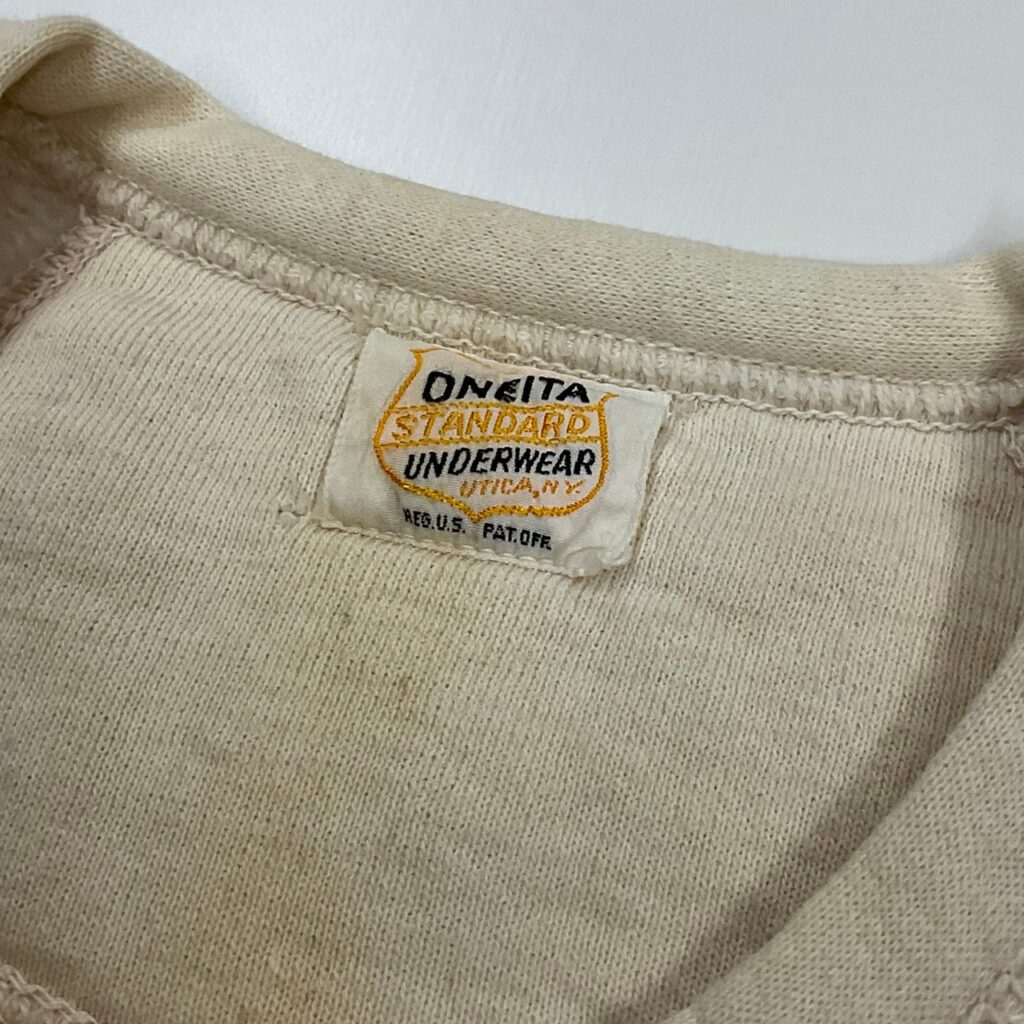 ONEITA
STANDARD
UNDERWEAR
UTICA, N.Y.
REG. U.S. PAT. OFF.